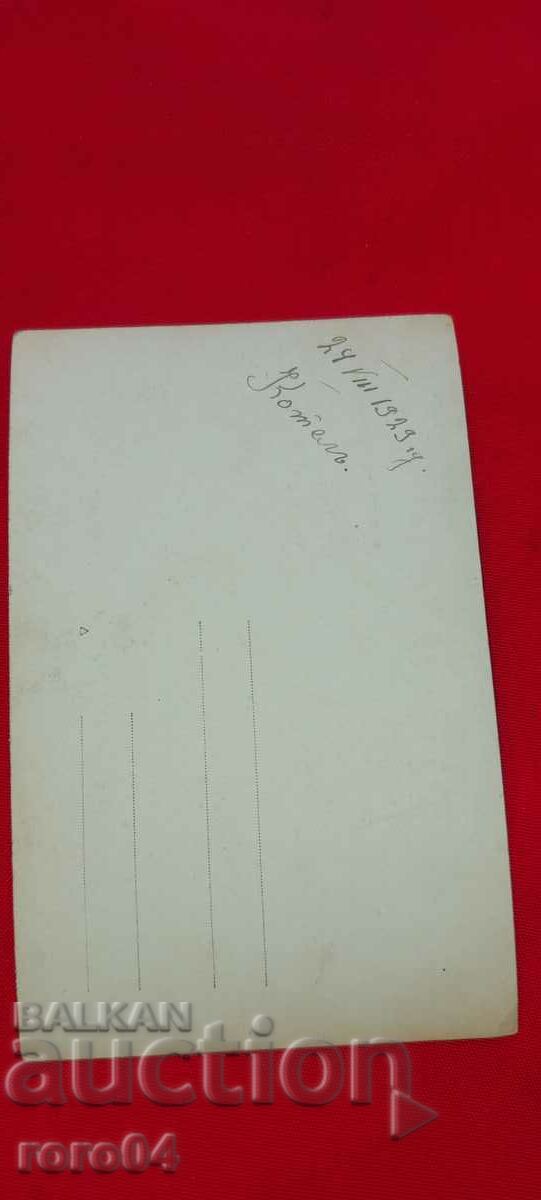 24 VIII 1929 г.
Котелъ.
BALKAN
auction
roro04